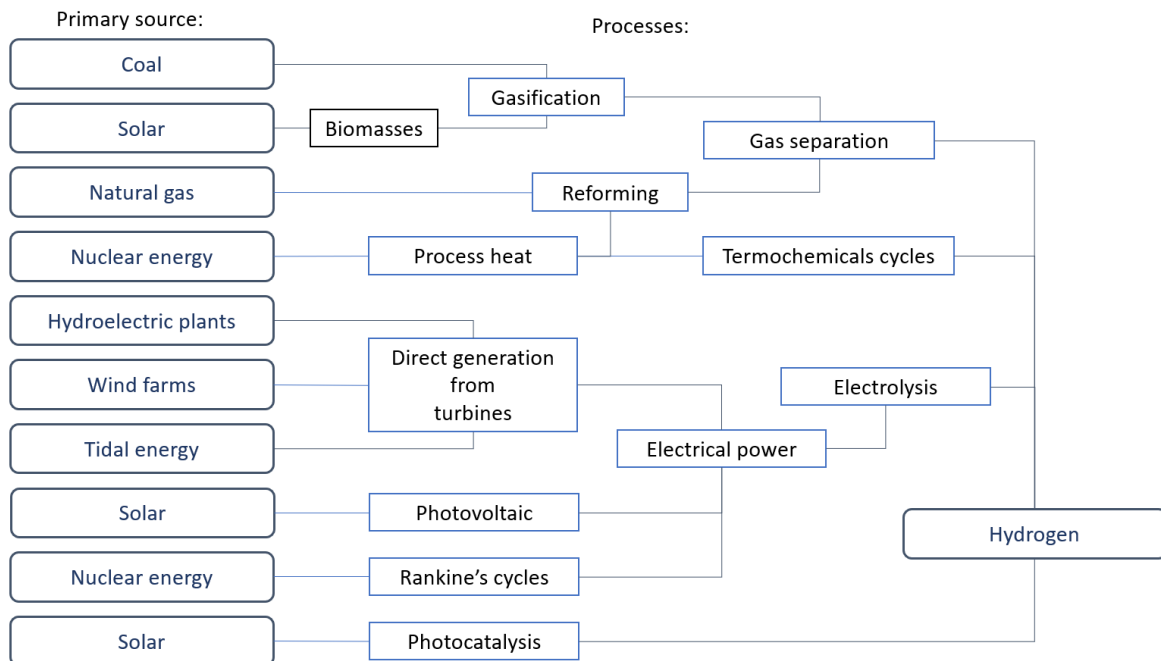 Primary source:
Processes:
Coal
Gasification
Solar
Biomasses
Gas separation
Natural gas
Reforming
Nuclear energy
Process heat
Termochemicals cycles
Hydroelectric plants
Direct generation
from
turbines
Wind farms
Electrolysis
Tidal energy
Electrical power
Solar
Photovoltaic
Hydrogen
Nuclear energy
Rankine's cycles
Solar
Photocatalysis